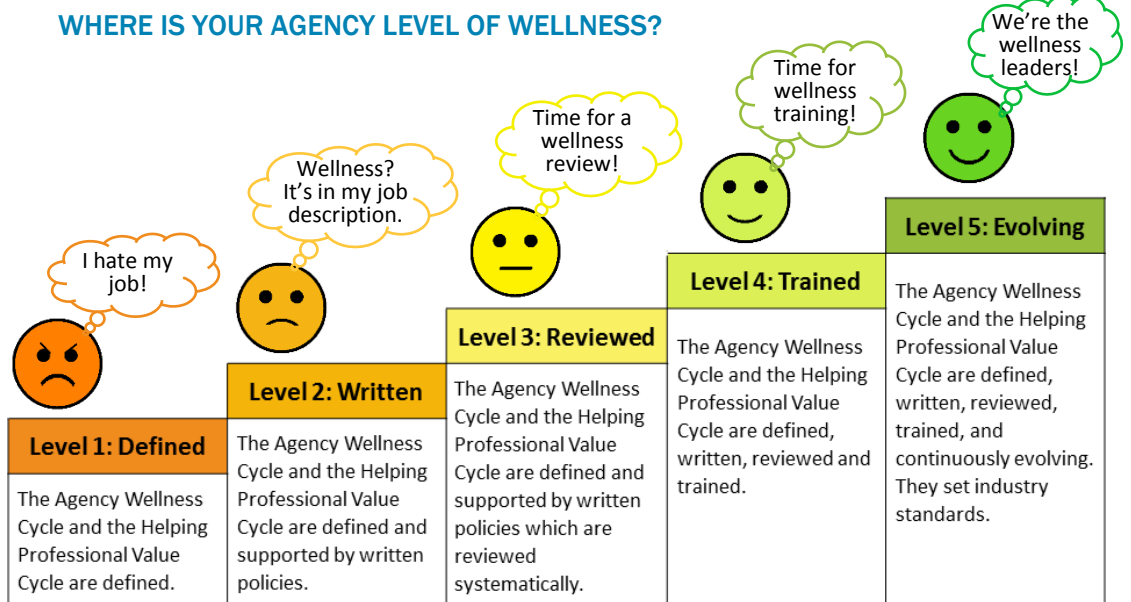 WHERE IS YOUR AGENCY LEVEL OF WELLNESS?
I hate my
job!
Wellness?
It's in my job
description.
Time for a
wellness
review!
Time for
wellness
training!
We're the
wellness
leaders!
Level 1: Defined
The Agency Wellness
Cycle and the Helping
Professional Value
Cycle are defined.
Level 2: Written
The Agency Wellness
Cycle and the Helping
Professional Value
Cycle are defined and
supported by written
policies.
Level 3: Reviewed
The Agency Wellness
Cycle and the Helping
Professional Value
Cycle are defined and
supported by written
policies which are
reviewed
systematically.
Level 4: Trained
The Agency Wellness
Cycle and the Helping
Professional Value
Cycle are defined,
written, reviewed and
trained.
Level 5: Evolving
The Agency Wellness
Cycle and the Helping
Professional Value
Cycle are defined,
written, reviewed,
trained, and
continuously evolving.
They set industry
standards.